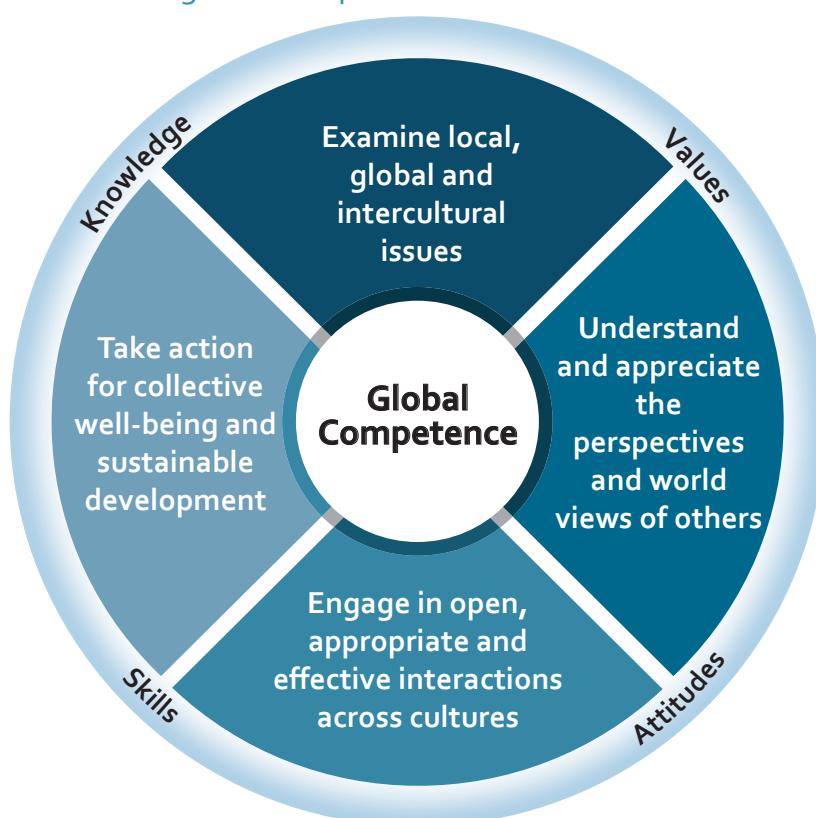 Knowledge
Values
Examine local,
global and
intercultural
issues
Understand
and appreciate
the
perspectives
and world
views of others
Take action
for collective
well-being and
sustainable
development
Global
Competence
Engage in open,
appropriate and
effective interactions
across cultures
Skills
Attitudes